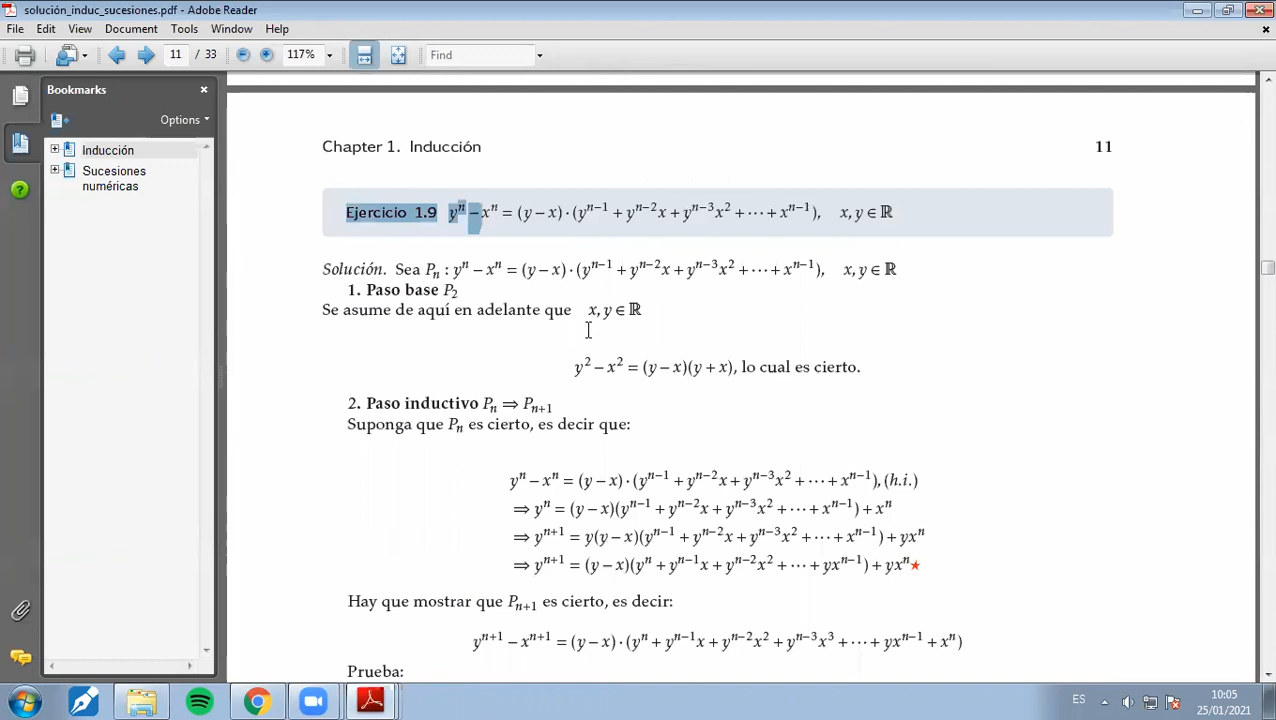 solución_induc_sucesiones.pdf - Adobe Reader
File Edit View Document Tools Window Help
11 / 33 117% Find
Bookmarks
Options
Inducción
Sucesiones numéricas
Chapter 1. Inducción 11
Ejercicio 1.9 yⁿ − xⁿ = (y − x)·(yⁿ⁻¹ + yⁿ⁻²x + yⁿ⁻³x² + ⋯ + xⁿ⁻¹), x, y ∈ ℝ
Solución. Sea Pₙ : yⁿ − xⁿ = (y − x)·(yⁿ⁻¹ + yⁿ⁻²x + yⁿ⁻³x² + ⋯ + xⁿ⁻¹), x, y ∈ ℝ
1. Paso base P₂
Se asume de aquí en adelante que x, y ∈ ℝ
y² − x² = (y − x)(y + x), lo cual es cierto.
2. Paso inductivo Pₙ ⇒ Pₙ₊₁
Suponga que Pₙ es cierto, es decir que:
yⁿ − xⁿ = (y − x)·(yⁿ⁻¹ + yⁿ⁻²x + yⁿ⁻³x² + ⋯ + xⁿ⁻¹), (h.i.)
⇒ yⁿ = (y − x)(yⁿ⁻¹ + yⁿ⁻²x + yⁿ⁻³x² + ⋯ + xⁿ⁻¹) + xⁿ
⇒ yⁿ⁺¹ = y(y − x)(yⁿ⁻¹ + yⁿ⁻²x + yⁿ⁻³x² + ⋯ + xⁿ⁻¹) + yxⁿ
⇒ yⁿ⁺¹ = (y − x)(yⁿ + yⁿ⁻¹x + yⁿ⁻²x² + ⋯ + yxⁿ⁻¹) + yxⁿ★
Hay que mostrar que Pₙ₊₁ es cierto, es decir:
yⁿ⁺¹ − xⁿ⁺¹ = (y − x)·(yⁿ + yⁿ⁻¹x + yⁿ⁻²x² + yⁿ⁻³x³ + ⋯ + yxⁿ⁻¹ + xⁿ)
Prueba:
ES 10:05
25/01/2021